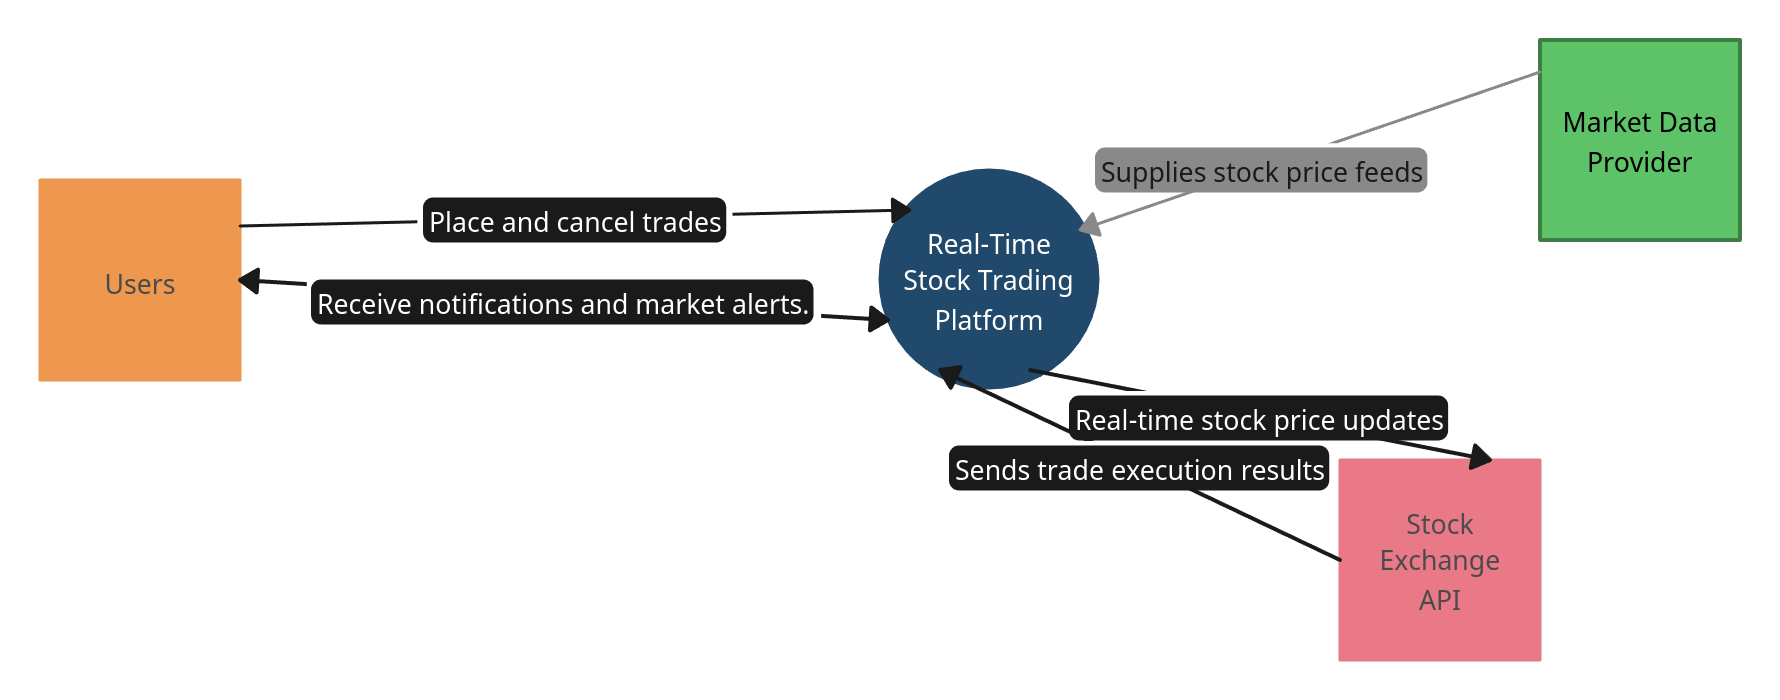 Market Data
Provider
Supplies stock price feeds
Place and cancel trades
Users
Receive notifications and market alerts.
Real-Time
Stock Trading
Platform
Real-time stock price updates
Sends trade execution results
Stock
Exchange
API